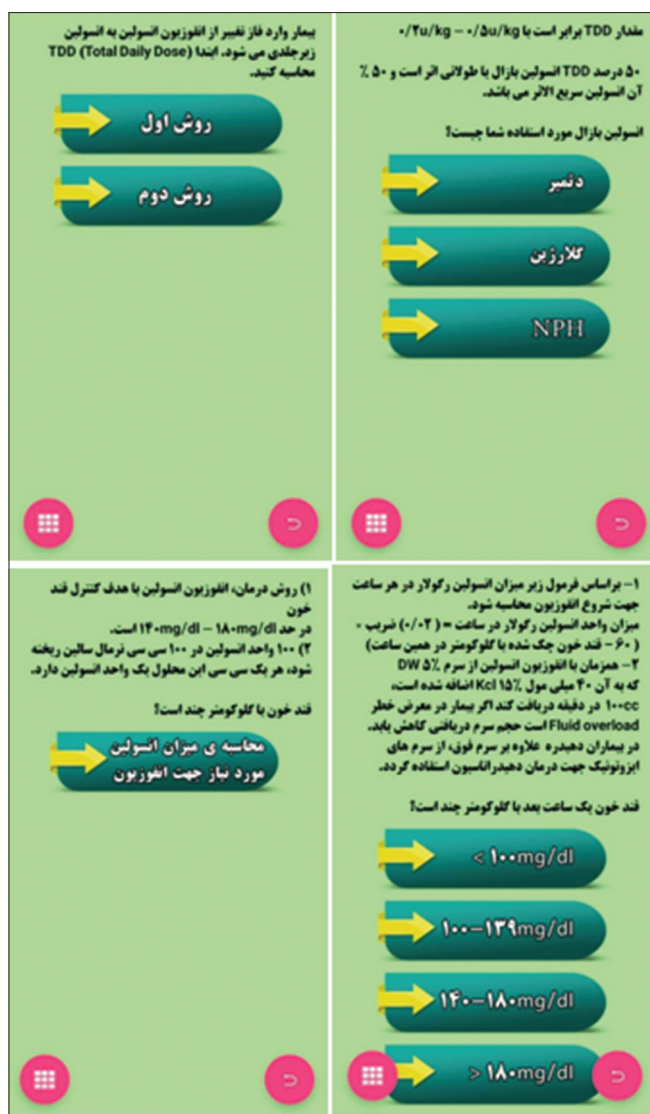 بیمار وارد فاز تغییر از انفوزیون انسولین به انسولین
زیرجلدی می شود. ابتدا TDD (Total Daily Dose)
محاسبه کنید.
روش اول
روش دوم
مقدار TDD برابر است با ۰/۲u/kg – ۰/۵u/kg
۵۰ درصد TDD انسولین بازال یا طولانی اثر است و ۵۰ ٪
آن انسولین سریع الاثر می باشد.
انسولین بازال مورد استفاده شما چیست؟
دتمیر
گلارژین
NPH
۱) روش درمان، انفوزیون انسولین با هدف کنترل قند
خون
در حد ۱۴۰mg/dl – ۱۸۰mg/dl است.
۲) ۱۰۰ واحد انسولین در ۱۰۰ سی سی نرمال سالین ریخته
شود، هر یک سی سی این محلول یک واحد انسولین دارد.
قند خون با گلوکومتر چند است؟
محاسبه ی میزان انسولین
مورد نیاز جهت انفوزیون
۱- براساس فرمول زیر میزان انسولین رگولار در هر ساعت
جهت شروع انفوزیون محاسبه شود.
میزان واحد انسولین رگولار در ساعت = (۰/۰۲) ضریب ×
(۶۰ - قند خون چک شده با گلوکومتر در همین ساعت)
۲- همزمان با انفوزیون انسولین از سرم DW ۵٪
که به آن ۴۰ میلی مول Kcl ۱۵٪ اضافه شده است،
۱۰۰cc در دقیقه دریافت کند اگر بیمار در معرض خطر
Fluid overload است حجم سرم دریافتی کاهش یابد.
در بیماران دهیدره علاوه بر سرم فوق، از سرم های
ایزوتونیک جهت درمان دهیدراتاسیون استفاده گردد.
قند خون یک ساعت بعد با گلوکومتر چند است؟
< ۱۰۰mg/dl
۱۰۰-۱۳۹mg/dl
۱۴۰-۱۸۰mg/dl
> ۱۸۰mg/dl